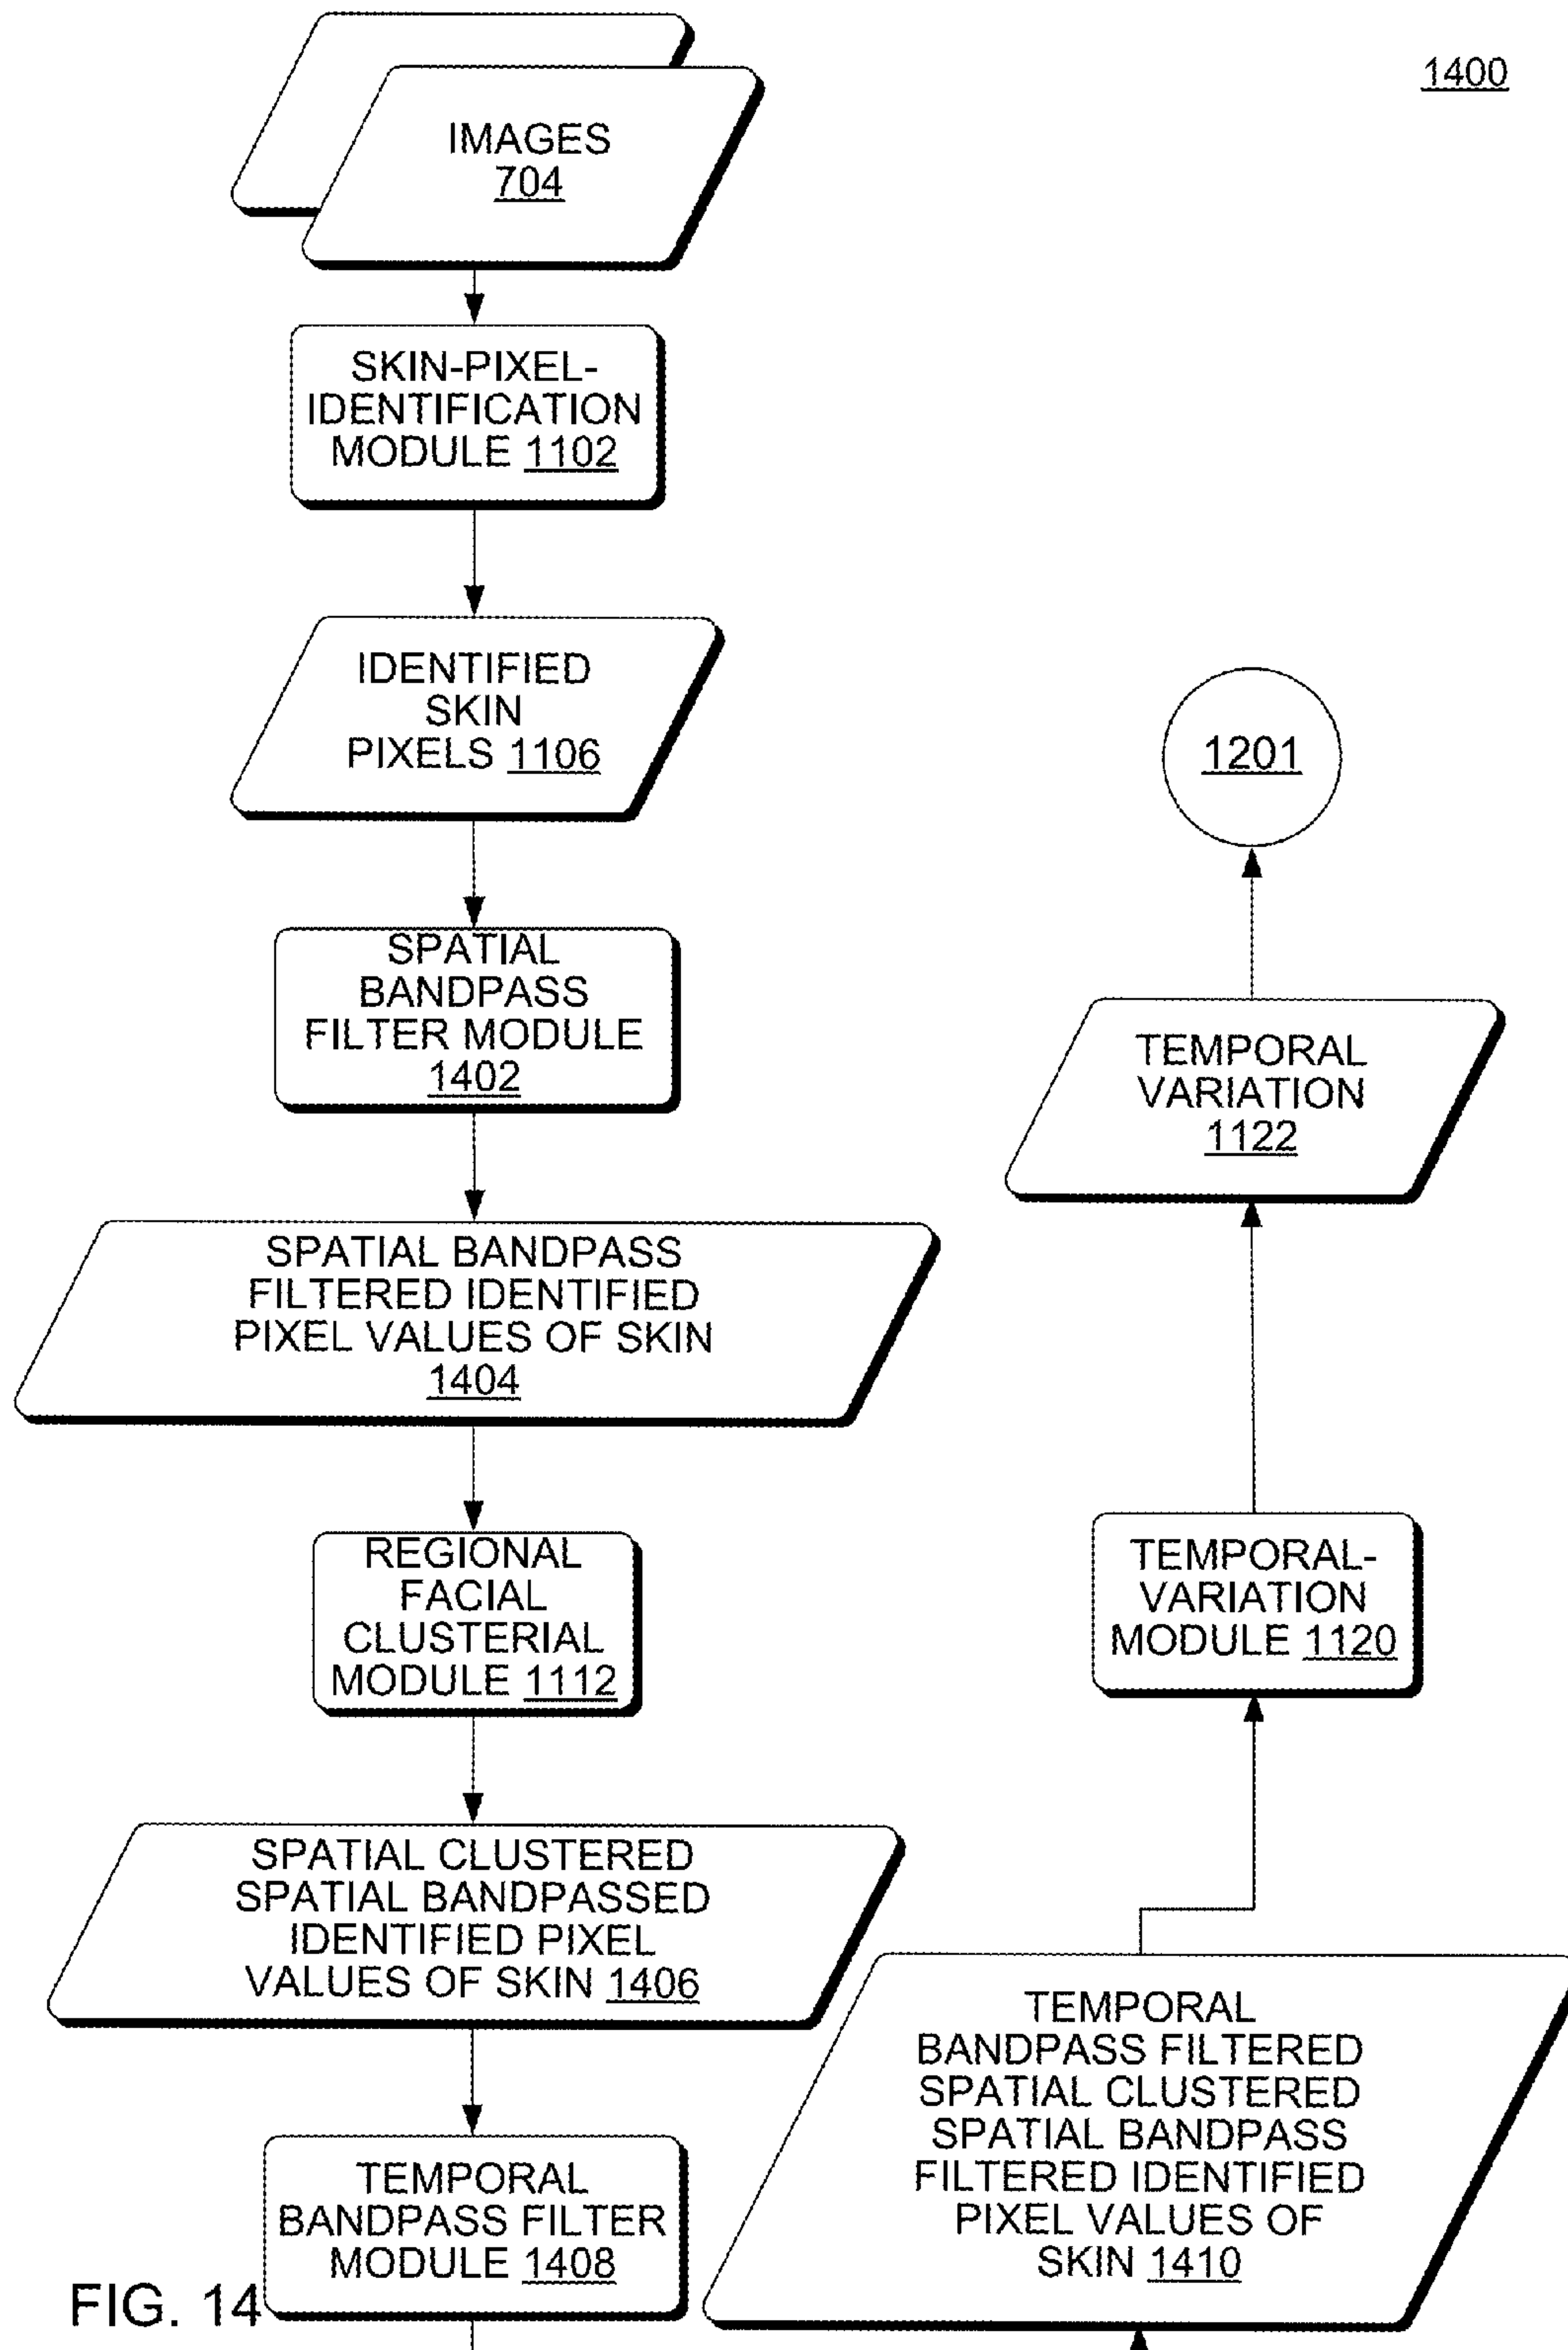 1400
IMAGES
704
SKIN-PIXEL-
IDENTIFICATION
MODULE 1102
IDENTIFIED
SKIN
PIXELS 1106
SPATIAL
BANDPASS
FILTER MODULE
1402
SPATIAL BANDPASS
FILTERED IDENTIFIED
PIXEL VALUES OF SKIN
1404
REGIONAL
FACIAL
CLUSTERIAL
MODULE 1112
SPATIAL CLUSTERED
SPATIAL BANDPASSED
IDENTIFIED PIXEL
VALUES OF SKIN 1406
TEMPORAL
BANDPASS FILTER
MODULE 1408
TEMPORAL
BANDPASS FILTERED
SPATIAL CLUSTERED
SPATIAL BANDPASS
FILTERED IDENTIFIED
PIXEL VALUES OF
SKIN 1410
TEMPORAL-
VARIATION
MODULE 1120
TEMPORAL
VARIATION
1122
1201
FIG. 14